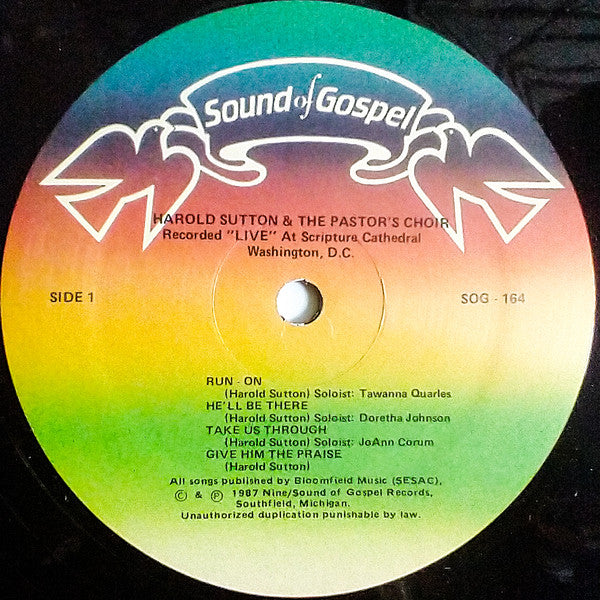 Sound of Gospel
HAROLD SUTTON & THE PASTOR'S CHOIR
Recorded "LIVE" At Scripture Cathedral
Washington, D.C.
SIDE 1
SOG - 164
RUN - ON
(Harold Sutton) Soloist: Tawanna Quarles
HE'LL BE THERE
(Harold Sutton) Soloist: Doretha Johnson
TAKE US THROUGH
(Harold Sutton) Soloist: JoAnn Corum
GIVE HIM THE PRAISE
(Harold Sutton)
All songs published by Bloomfield Music (SESAC),
© & ℗ 1987 Nine/Sound of Gospel Records,
Southfield, Michigan.
Unauthorized duplication punishable by law.